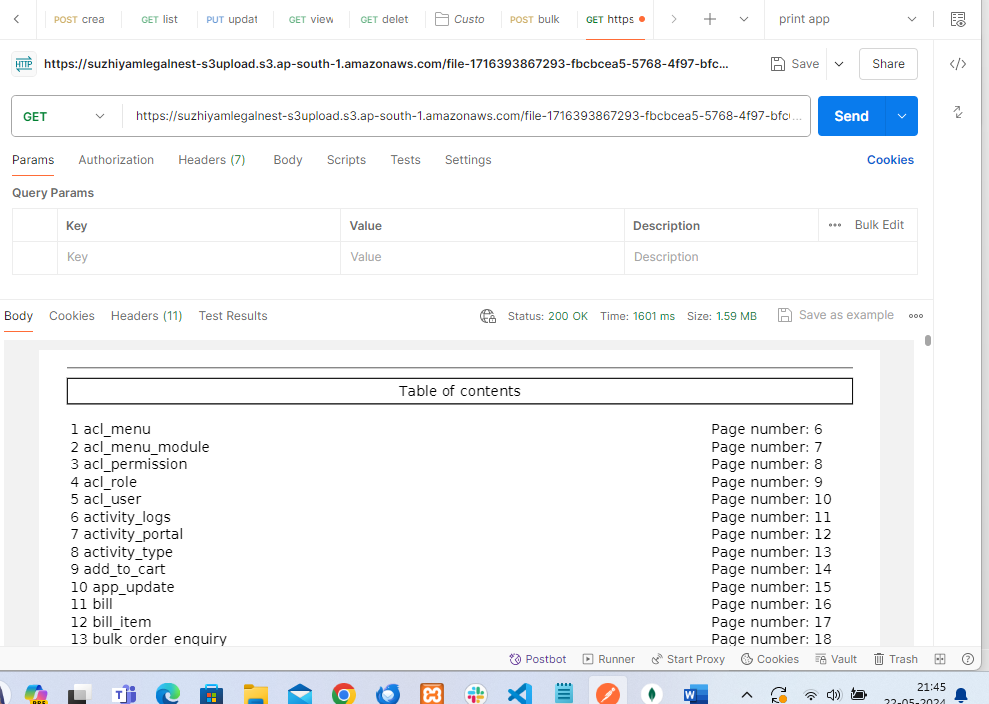 POST crea GET list PUT updat GET view GET delet Custo POST bulk GET https print app
HTTP https://suzhiyamlegalnest-s3upload.s3.ap-south-1.amazonaws.com/file-1716393867293-fbcbcea5-5768-4f97-bfc... Save Share
GET https://suzhiyamlegalnest-s3upload.s3.ap-south-1.amazonaws.com/file-1716393867293-fbcbcea5-5768-4f97-bfc... Send
Params Authorization Headers (7) Body Scripts Tests Settings Cookies
Query Params
Key Value Description Bulk Edit
Key Value Description
Body Cookies Headers (11) Test Results Status: 200 OK Time: 1601 ms Size: 1.59 MB Save as example
Table of contents
1 acl_menu Page number: 6
2 acl_menu_module Page number: 7
3 acl_permission Page number: 8
4 acl_role Page number: 9
5 acl_user Page number: 10
6 activity_logs Page number: 11
7 activity_portal Page number: 12
8 activity_type Page number: 13
9 add_to_cart Page number: 14
10 app_update Page number: 15
11 bill Page number: 16
12 bill_item Page number: 17
13 bulk_order_enquiry Page number: 18
Postbot Runner Start Proxy Cookies Vault Trash
21:45
22-05-2024